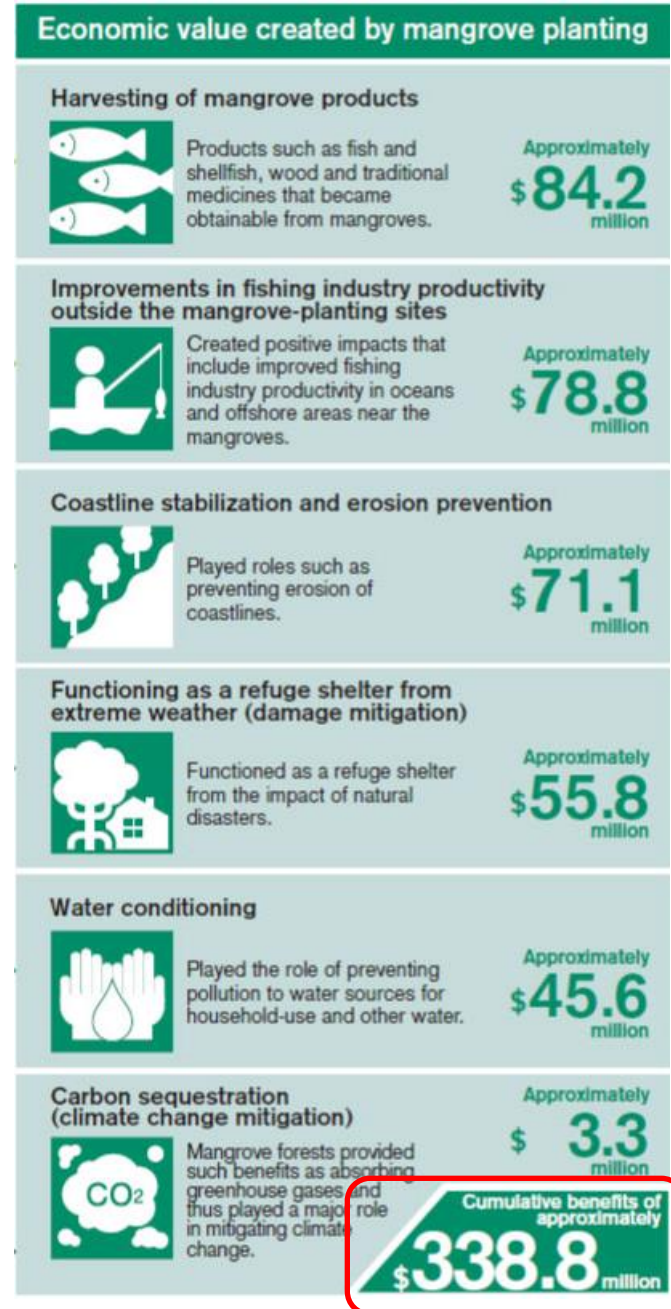 Economic value created by mangrove planting
Harvesting of mangrove products
Products such as fish and
shellfish, wood and traditional
medicines that became
obtainable from mangroves.
Approximately
$84.2
million
Improvements in fishing industry productivity
outside the mangrove-planting sites
Created positive impacts that
include improved fishing
industry productivity in oceans
and offshore areas near the
mangroves.
Approximately
$78.8
million
Coastline stabilization and erosion prevention
Played roles such as
preventing erosion of
coastlines.
Approximately
$71.1
million
Functioning as a refuge shelter from
extreme weather (damage mitigation)
Functioned as a refuge shelter
from the impact of natural
disasters.
Approximately
$55.8
million
Water conditioning
Played the role of preventing
pollution to water sources for
household-use and other water.
Approximately
$45.6
million
Carbon sequestration
(climate change mitigation)
CO2
Mangrove forests provided
such benefits as absorbing
greenhouse gases and
thus played a major role
in mitigating climate
change.
Approximately
$ 3.3
million
Cumulative benefits of
approximately
$338.8 million